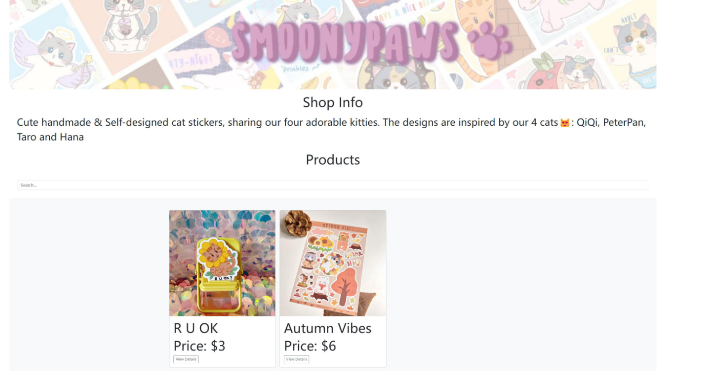 SMOONYPAWS
Shop Info
Cute handmade & Self-designed cat stickers, sharing our four adorable kitties. The designs are inspired by our 4 cats 🐱 : QiQi, PeterPan,
Taro and Hana
Products
Search...
R U OK
Price: $3
View Details
Autumn Vibes
Price: $6
View Details